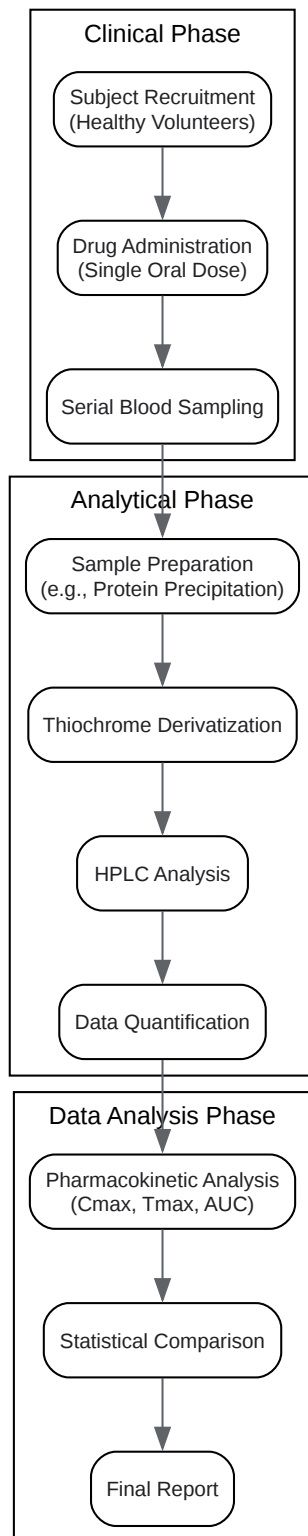 Clinical Phase
Subject Recruitment
(Healthy Volunteers)
Drug Administration
(Single Oral Dose)
Serial Blood Sampling
Analytical Phase
Sample Preparation
(e.g., Protein Precipitation)
Thiochrome Derivatization
HPLC Analysis
Data Quantification
Data Analysis Phase
Pharmacokinetic Analysis
(Cmax, Tmax, AUC)
Statistical Comparison
Final Report